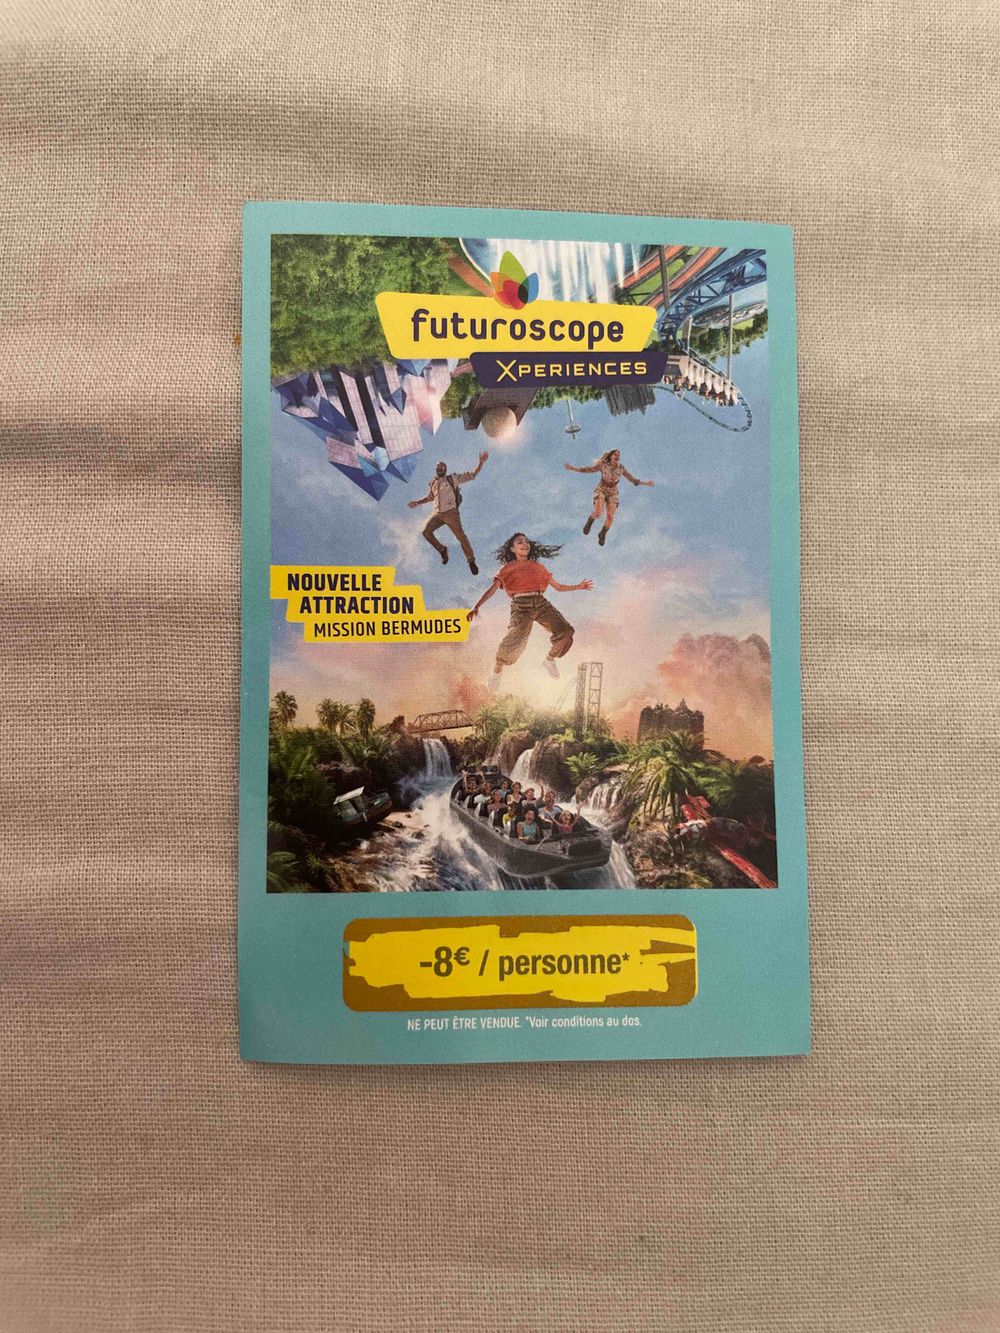 futuroscope
XPERIENCES
NOUVELLE
ATTRACTION
MISSION BERMUDES
-8€ / personne*
NE PEUT ÊTRE VENDUE. *Voir conditions au dos.